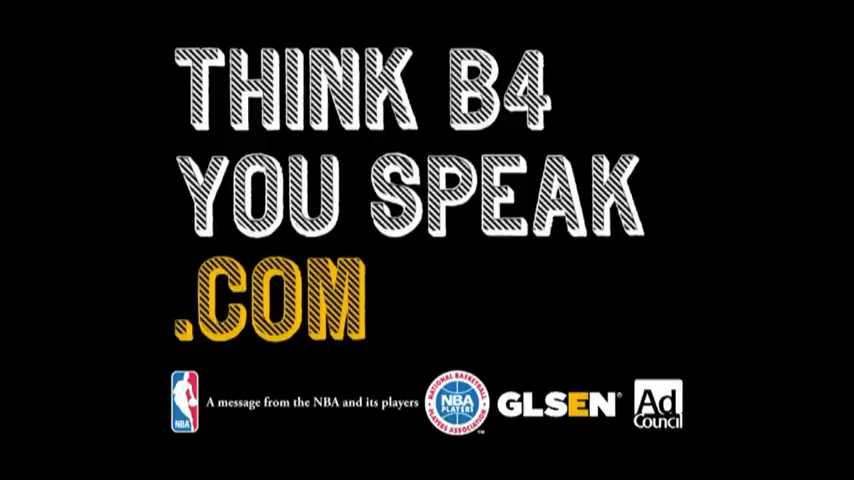 THINK B4
YOU SPEAK
.COM
NBA
A message from the NBA and its players
NATIONAL BASKETBALL
NBA
PLAYERS
PLAYERS ASSOCIATION
TM
GLSEN®
Ad
Council